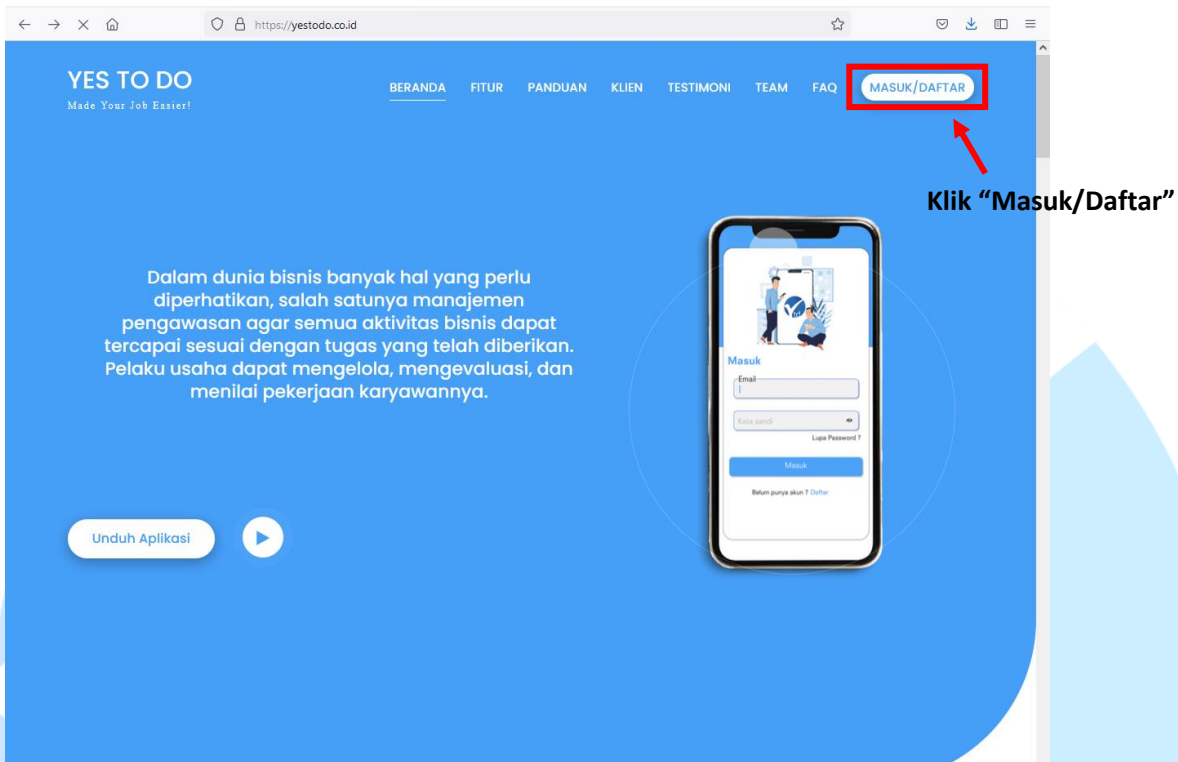 https://yestodo.co.id
YES TO DO
Made Your Job Easier!
BERANDA FITUR PANDUAN KLIEN TESTIMONI TEAM FAQ MASUK/DAFTAR
Klik “Masuk/Daftar”
Dalam dunia bisnis banyak hal yang perlu
diperhatikan, salah satunya manajemen
pengawasan agar semua aktivitas bisnis dapat
tercapai sesuai dengan tugas yang telah diberikan.
Pelaku usaha dapat mengelola, mengevaluasi, dan
menilai pekerjaan karyawannya.
Masuk
Email
Kata sandi
Lupa Password ?
Masuk
Belum punya akun ? Daftar
Unduh Aplikasi